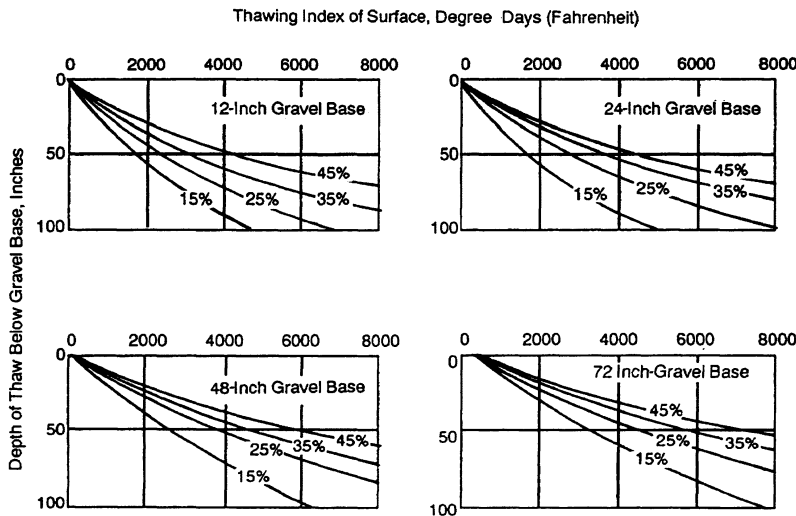 Thawing Index of Surface, Degree Days (Fahrenheit)
0 2000 4000 6000 8000
0
50
100
12-Inch Gravel Base
45%
35%
25%
15%
0 2000 4000 6000 8000
0
50
100
24-Inch Gravel Base
45%
35%
25%
15%
Depth of Thaw Below Gravel Base, Inches
0 2000 4000 6000 8000
0
50
100
48-Inch Gravel Base
45%
35%
25%
15%
0 2000 4000 6000 8000
0
50
100
72 Inch-Gravel Base
45%
35%
25%
15%